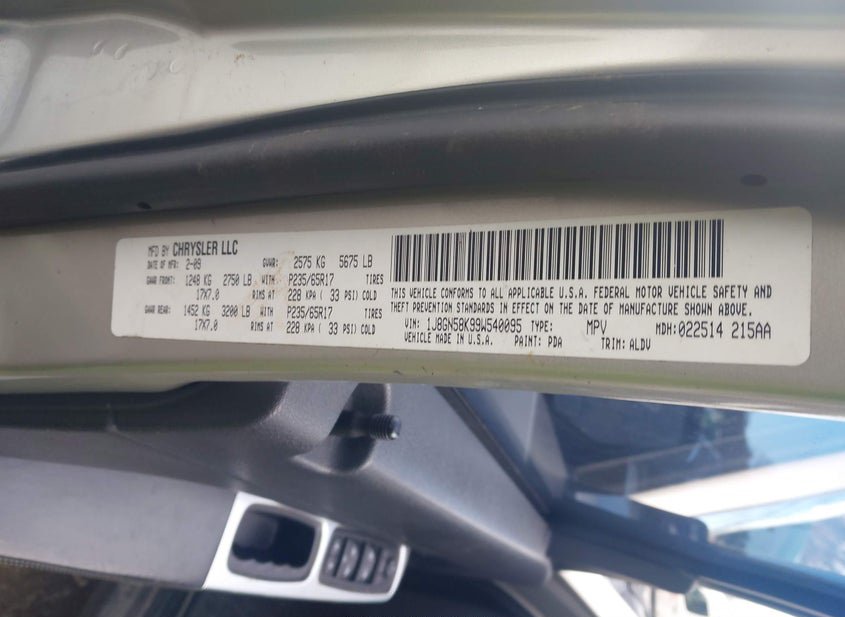 MFD BY CHRYSLER LLC
DATE OF MFR: 2-09 GVWR: 2575 KG 5675 LB
GAWR FRONT: 1248 KG 2750 LB WITH P235/65R17 TIRES
17X7.0 RIMS AT 228 KPA ( 33 PSI) COLD
GAWR REAR: 1452 KG 3200 LB WITH P235/65R17 TIRES
17X7.0 RIMS AT 228 KPA ( 33 PSI) COLD
THIS VEHICLE CONFORMS TO ALL APPLICABLE U.S.A. FEDERAL MOTOR VEHICLE SAFETY AND
THEFT PREVENTION STANDARDS IN EFFECT ON THE DATE OF MANUFACTURE SHOWN ABOVE.
VIN: 1J8GN58K99W540095 TYPE: MPV MDH:022514 215AA
VEHICLE MADE IN U.S.A. PAINT: PDA TRIM: ALDV